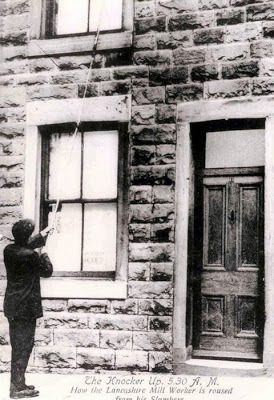 The Knocker Up. 5.30 A. M.
How the Lancashire Mill Worker is roused
from his Slumbers